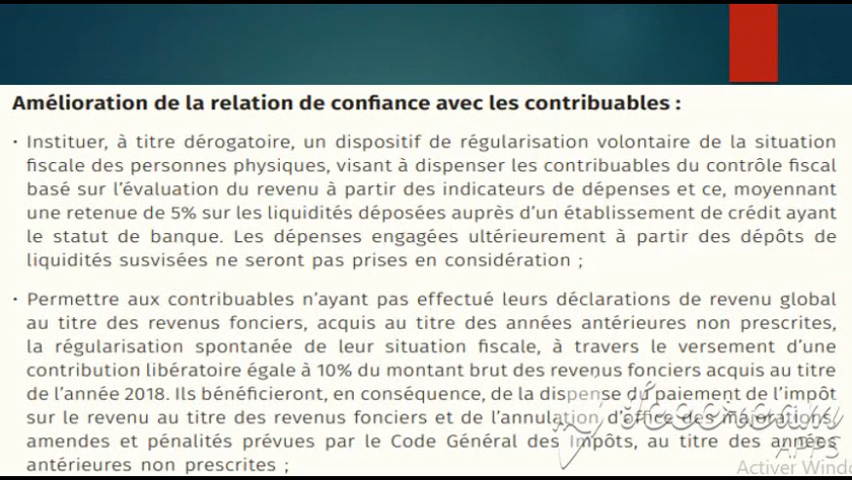 Amélioration de la relation de confiance avec les contribuables :
• Instituer, à titre dérogatoire, un dispositif de régularisation volontaire de la situation
fiscale des personnes physiques, visant à dispenser les contribuables du contrôle fiscal
basé sur l'évaluation du revenu à partir des indicateurs de dépenses et ce, moyennant
une retenue de 5% sur les liquidités déposées auprès d'un établissement de crédit ayant
le statut de banque. Les dépenses engagées ultérieurement à partir des dépôts de
liquidités susvisées ne seront pas prises en considération ;
• Permettre aux contribuables n'ayant pas effectué leurs déclarations de revenu global
au titre des revenus fonciers, acquis au titre des années antérieures non prescrites,
la régularisation spontanée de leur situation fiscale, à travers le versement d'une
contribution libératoire égale à 10% du montant brut des revenus fonciers acquis au titre
de l'année 2018. Ils bénéficieront, en conséquence, de la dispense du paiement de l'impôt
sur le revenu au titre des revenus fonciers et de l'annulation d'office des majorations,
amendes et pénalités prévues par le Code Général des Impôts, au titre des années
antérieures non prescrites ;
APPS
Activer Windo